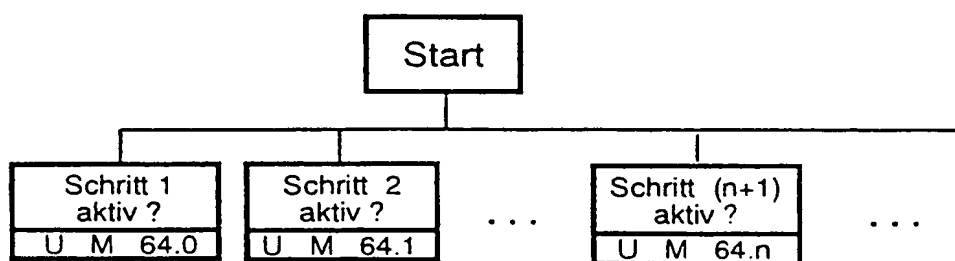 Start
Schritt 1
aktiv ?
U M 64.0
Schritt 2
aktiv ?
U M 64.1
. . .
Schritt (n+1)
aktiv ?
U M 64.n
. . .